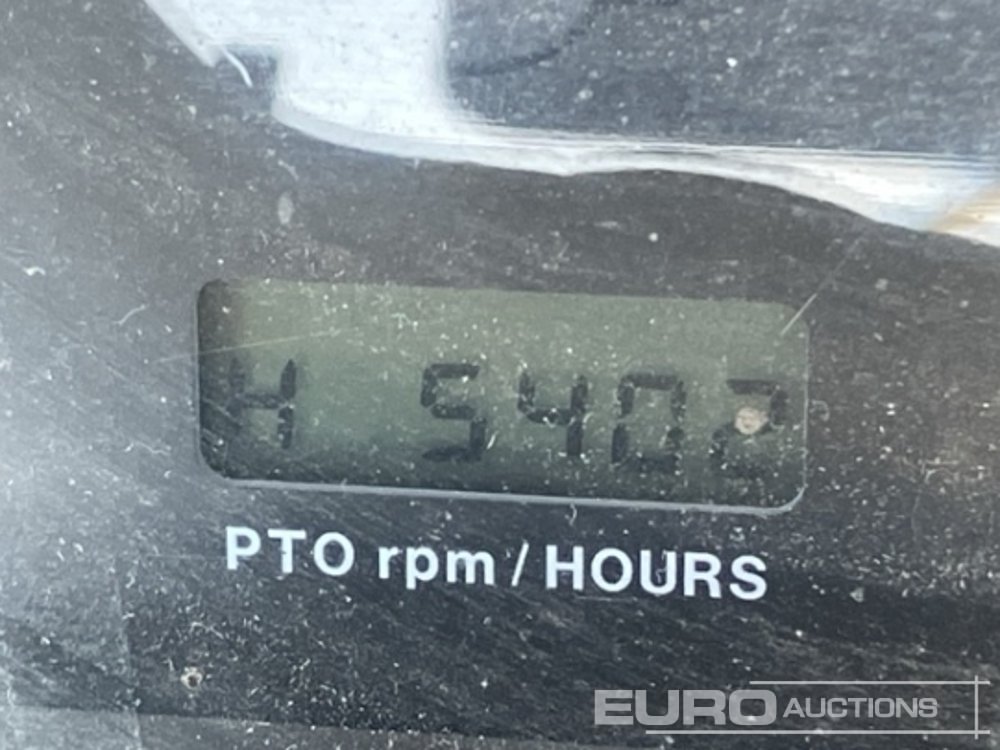 H 5402
PTO rpm / HOURS
EURO AUCTIONS